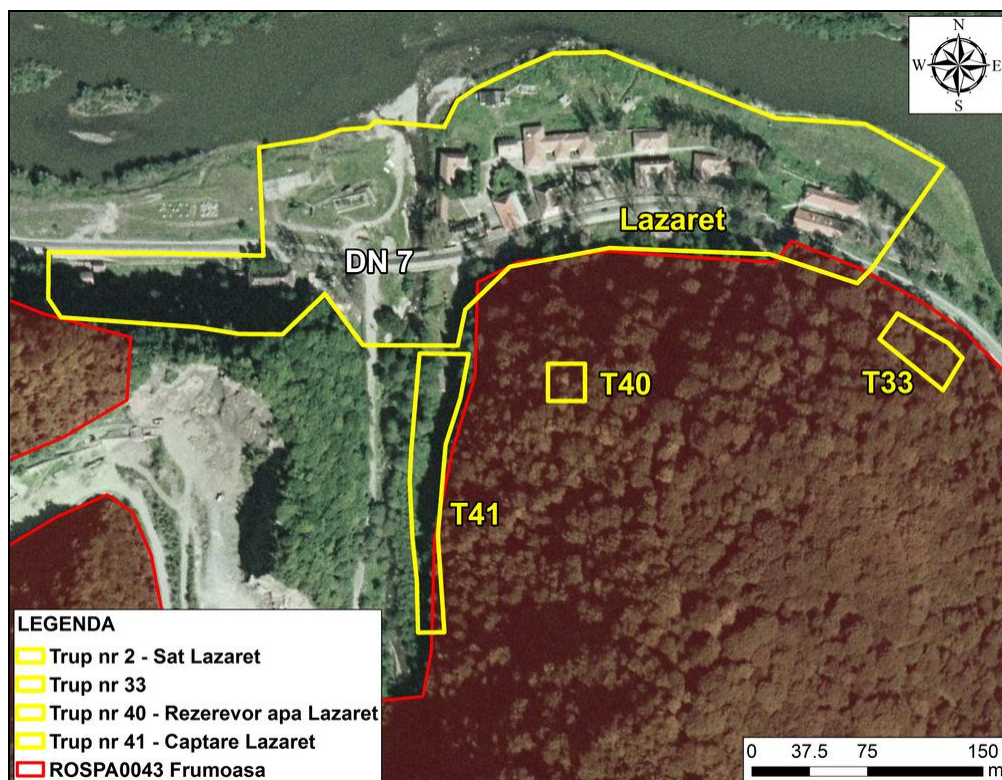 N
W E
S
Lazaret
DN 7
T40
T33
T41
LEGENDA
Trup nr 2 - Sat Lazaret
Trup nr 33
Trup nr 40 - Rezerevor apa Lazaret
Trup nr 41 - Captare Lazaret
ROSPA0043 Frumoasa
0 37.5 75 150
m